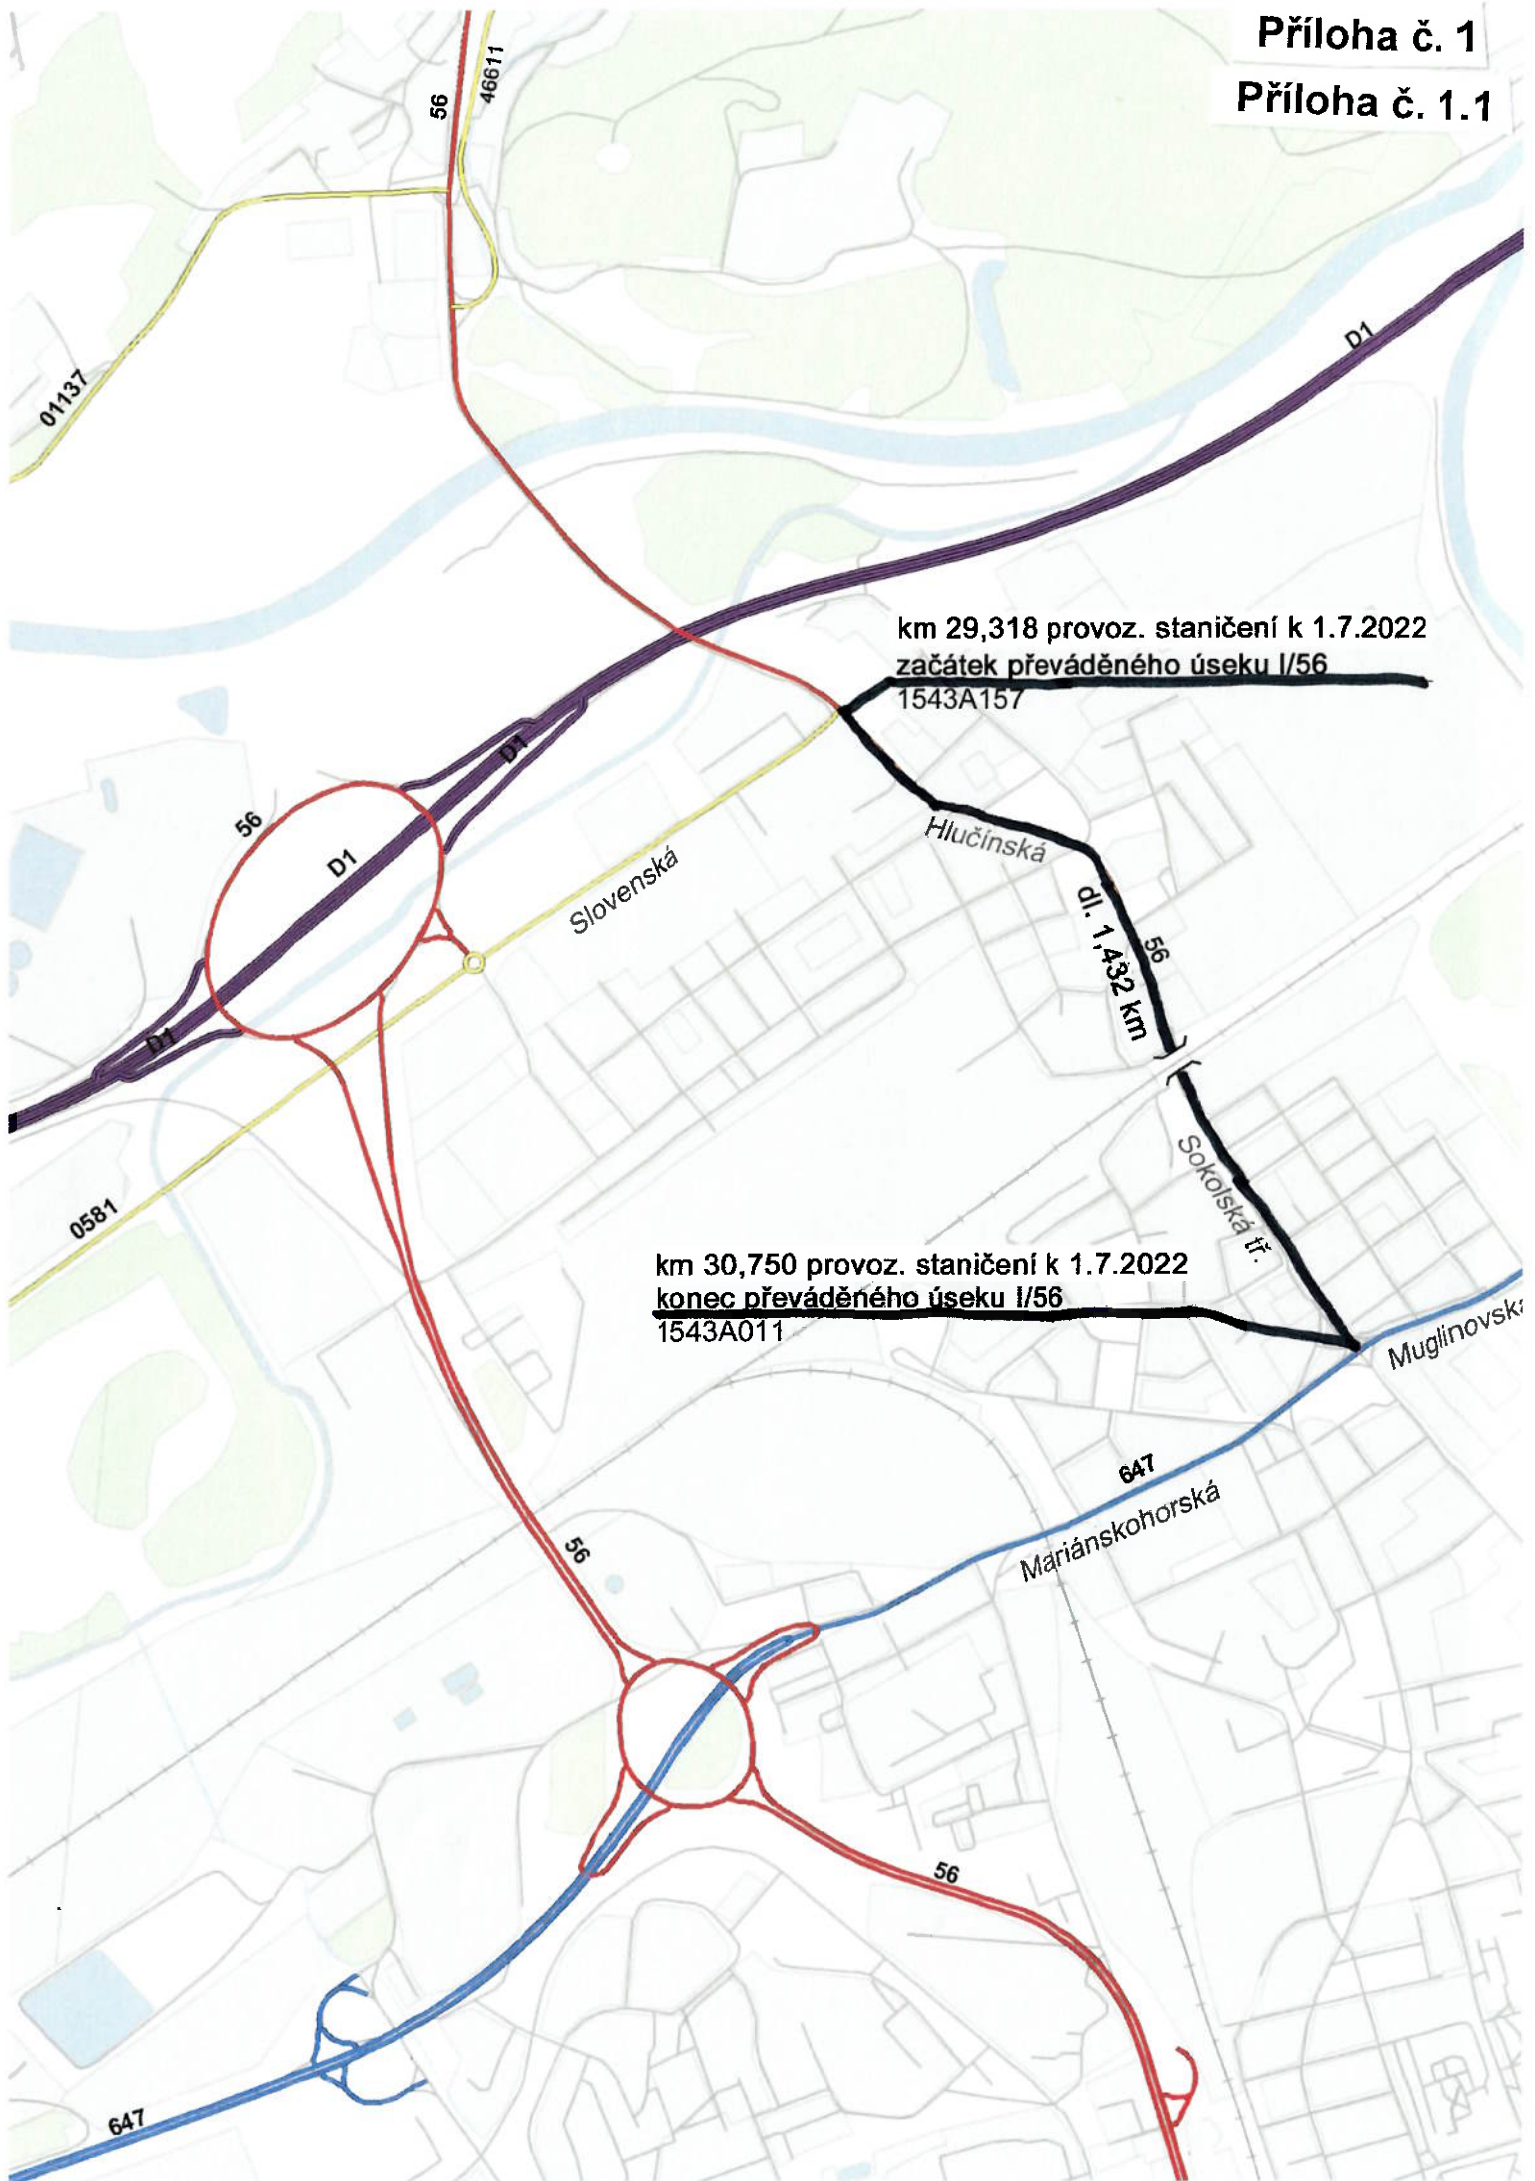 Příloha č. 1
Příloha č. 1.1
56
46611
01137
D1
km 29,318 provoz. staničení k 1.7.2022
začátek převáděného úseku I/56
1543A157
D1
56
D1
Slovenská
Hlučínská
dl. 1,432 km
56
D1
Sokolská tř.
0581
km 30,750 provoz. staničení k 1.7.2022
konec převáděného úseku I/56
1543A011
647
Mariánskohorská
56
56
647